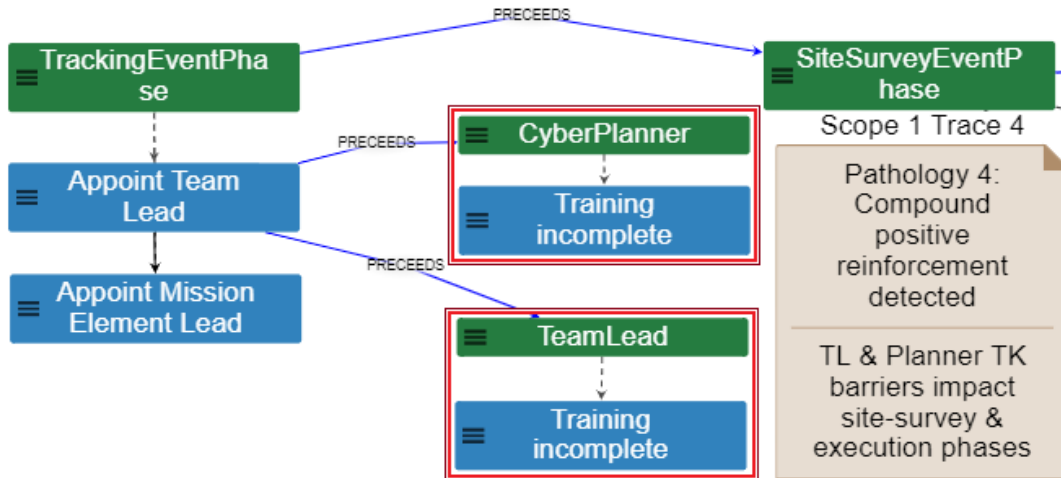 PRECEEDS
TrackingEventPha
se
SiteSurveyEventP
hase
Scope 1 Trace 4
PRECEEDS
CyberPlanner
Appoint Team
Lead
Training
incomplete
PRECEEDS
Appoint Mission
Element Lead
TeamLead
Training
incomplete
Pathology 4:
Compound
positive
reinforcement
detected
TL & Planner TK
barriers impact
site-survey &
execution phases